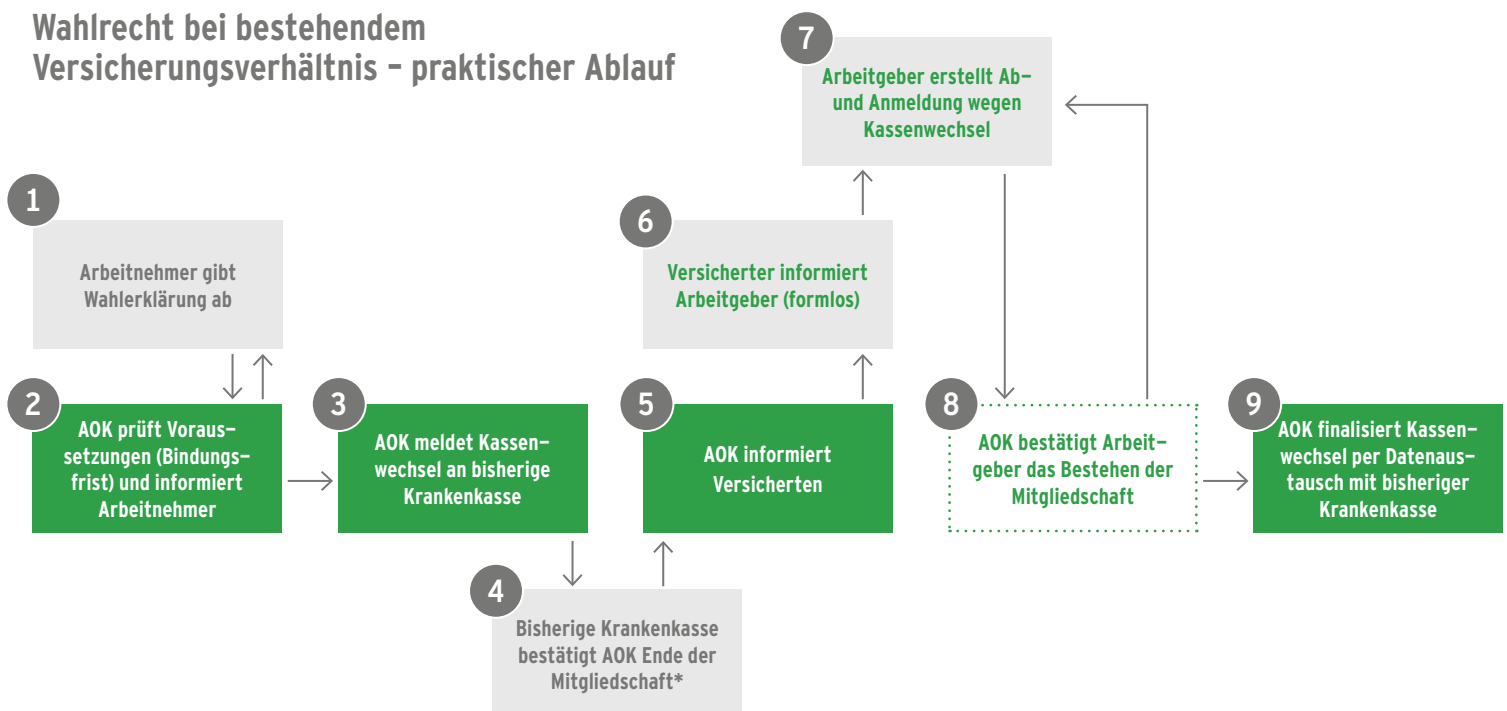 Wahlrecht bei bestehendem
Versicherungsverhältnis – praktischer Ablauf
1
Arbeitnehmer gibt
Wahlerklärung ab
2
AOK prüft Voraus–
setzungen (Bindungs–
frist) und informiert
Arbeitnehmer
3
AOK meldet Kassen–
wechsel an bisherige
Krankenkasse
4
Bisherige Krankenkasse
bestätigt AOK Ende der
Mitgliedschaft*
5
AOK informiert
Versicherten
6
Versicherter informiert
Arbeitgeber (formlos)
7
Arbeitgeber erstellt Ab–
und Anmeldung wegen
Kassenwechsel
8
AOK bestätigt Arbeit–
geber das Bestehen der
Mitgliedschaft
9
AOK finalisiert Kassen–
wechsel per Datenaus–
tausch mit bisheriger
Krankenkasse